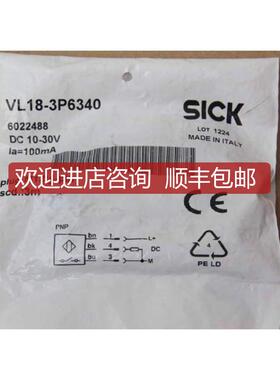 VL18-3P6340
SICK
6022488
LOT 1224
MADE IN ITALY
DC 10-30V
Ia=100mA
欢迎进店咨询 顺丰包邮
CE
PNP
bn 1 L+
bk 4 DC
bu 3 M
4
PE LD